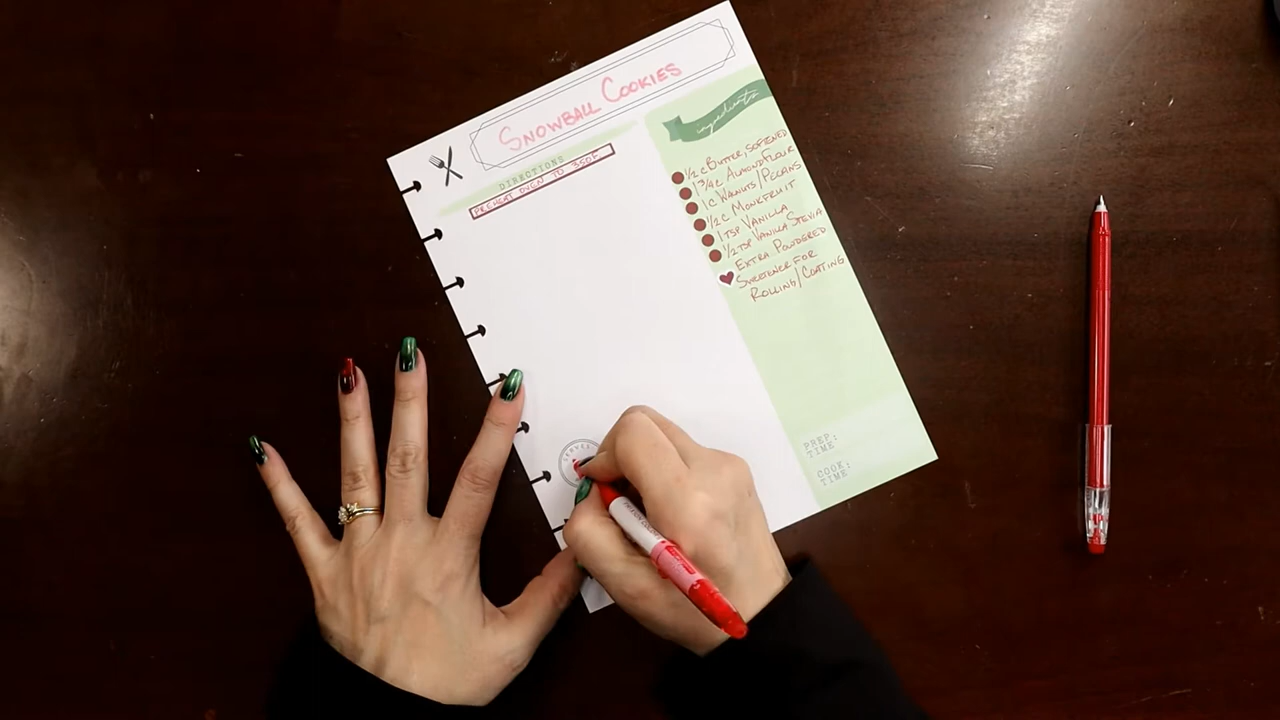 SNOWBALL COOKIES
DIRECTIONS
PREHEAT OVEN TO 350F
ingredients
1/2 C BUTTER, SOFTENED
1 3/4 C ALMOND FLOUR
1 C WALNUTS/PECANS
1/2 C MONKFRUIT
1 TSP VANILLA
1/2 TSP VANILLA STEVIA
EXTRA POWDERED
SWEETENER FOR
ROLLING/COATING
SERVES
PREP:
TIME
COOK:
TIME